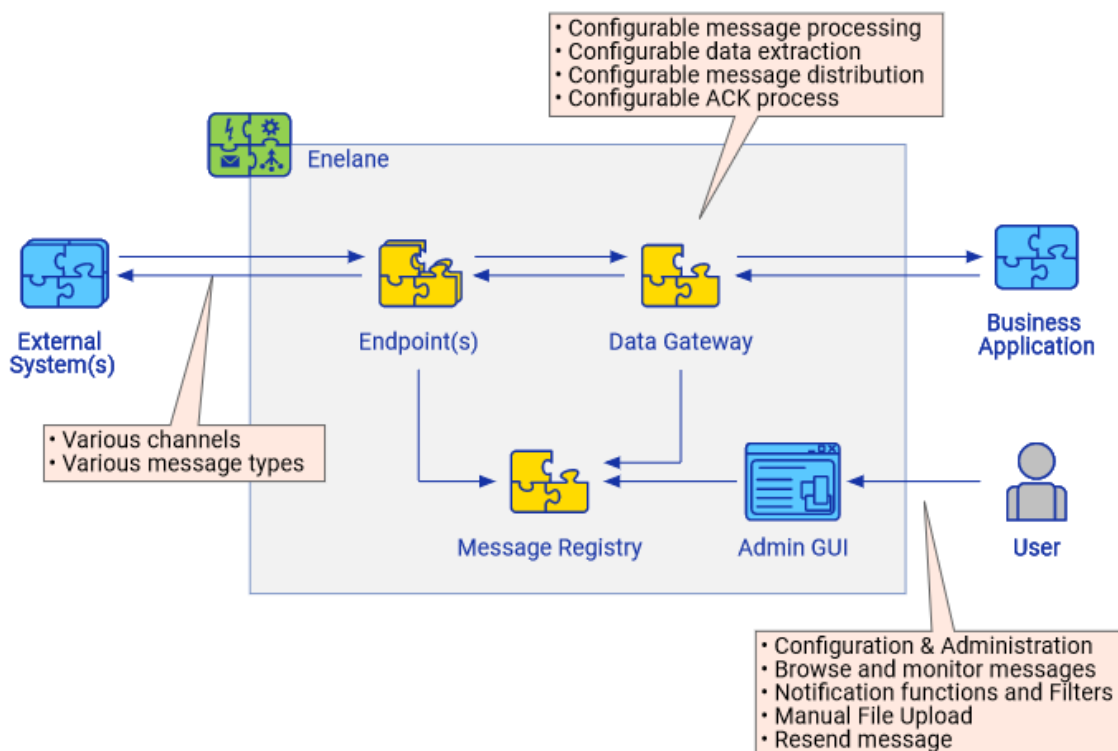 • Configurable message processing
• Configurable data extraction
• Configurable message distribution
• Configurable ACK process
Enelane
External
System(s)
Endpoint(s)
Data Gateway
Business
Application
• Various channels
• Various message types
Message Registry
Admin GUI
User
• Configuration & Administration
• Browse and monitor messages
• Notification functions and Filters
• Manual File Upload
• Resend message